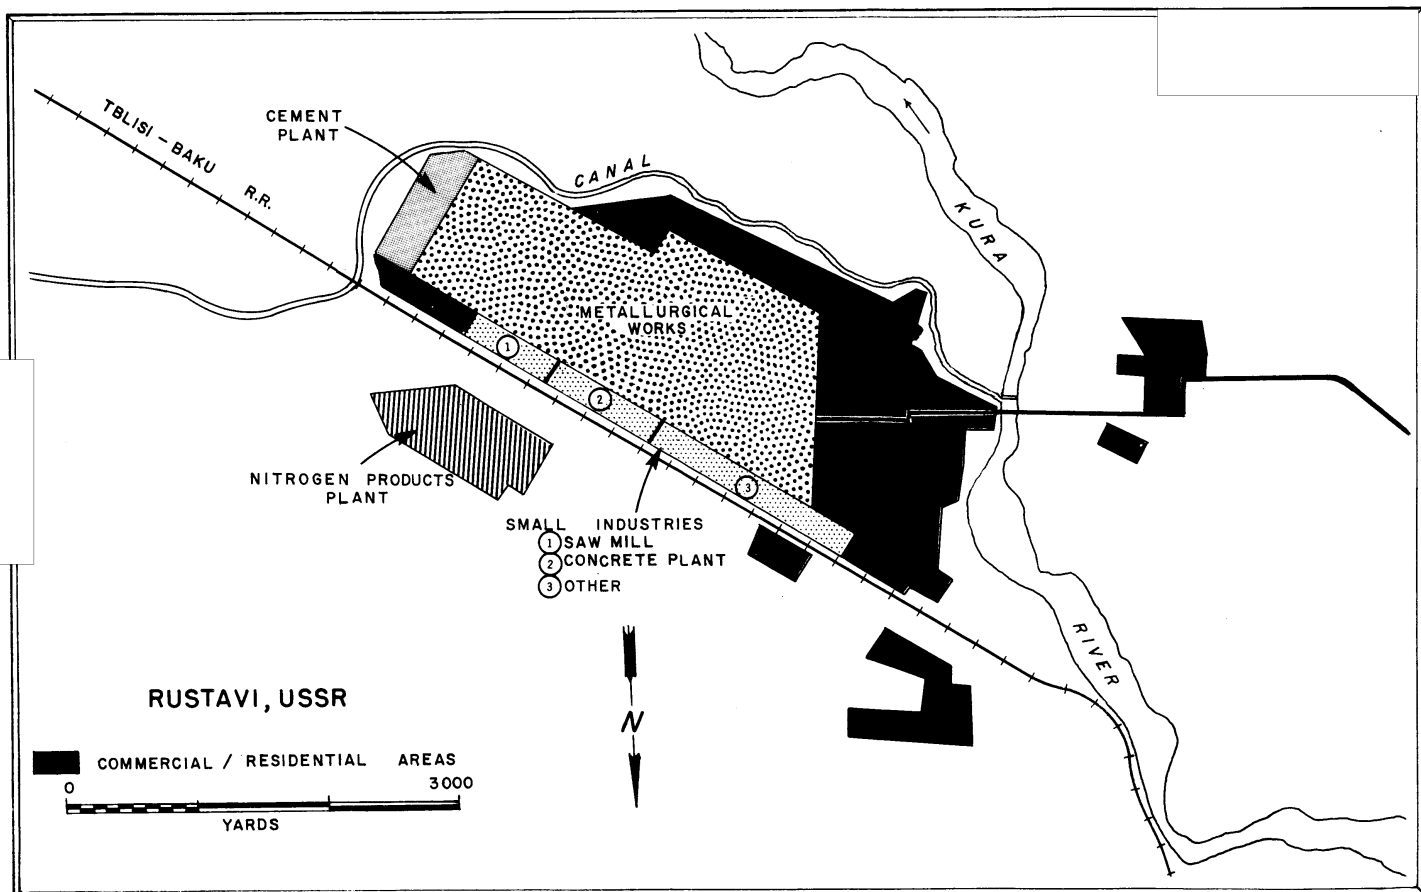 CEMENT
PLANT
TBLISI – BAKU R.R.
CANAL
KURA
METALLURGICAL
WORKS
1
2
3
NITROGEN PRODUCTS
PLANT
SMALL INDUSTRIES
1 SAW MILL
2 CONCRETE PLANT
3 OTHER
RIVER
N
RUSTAVI, USSR
COMMERCIAL / RESIDENTIAL AREAS
0 3000
YARDS